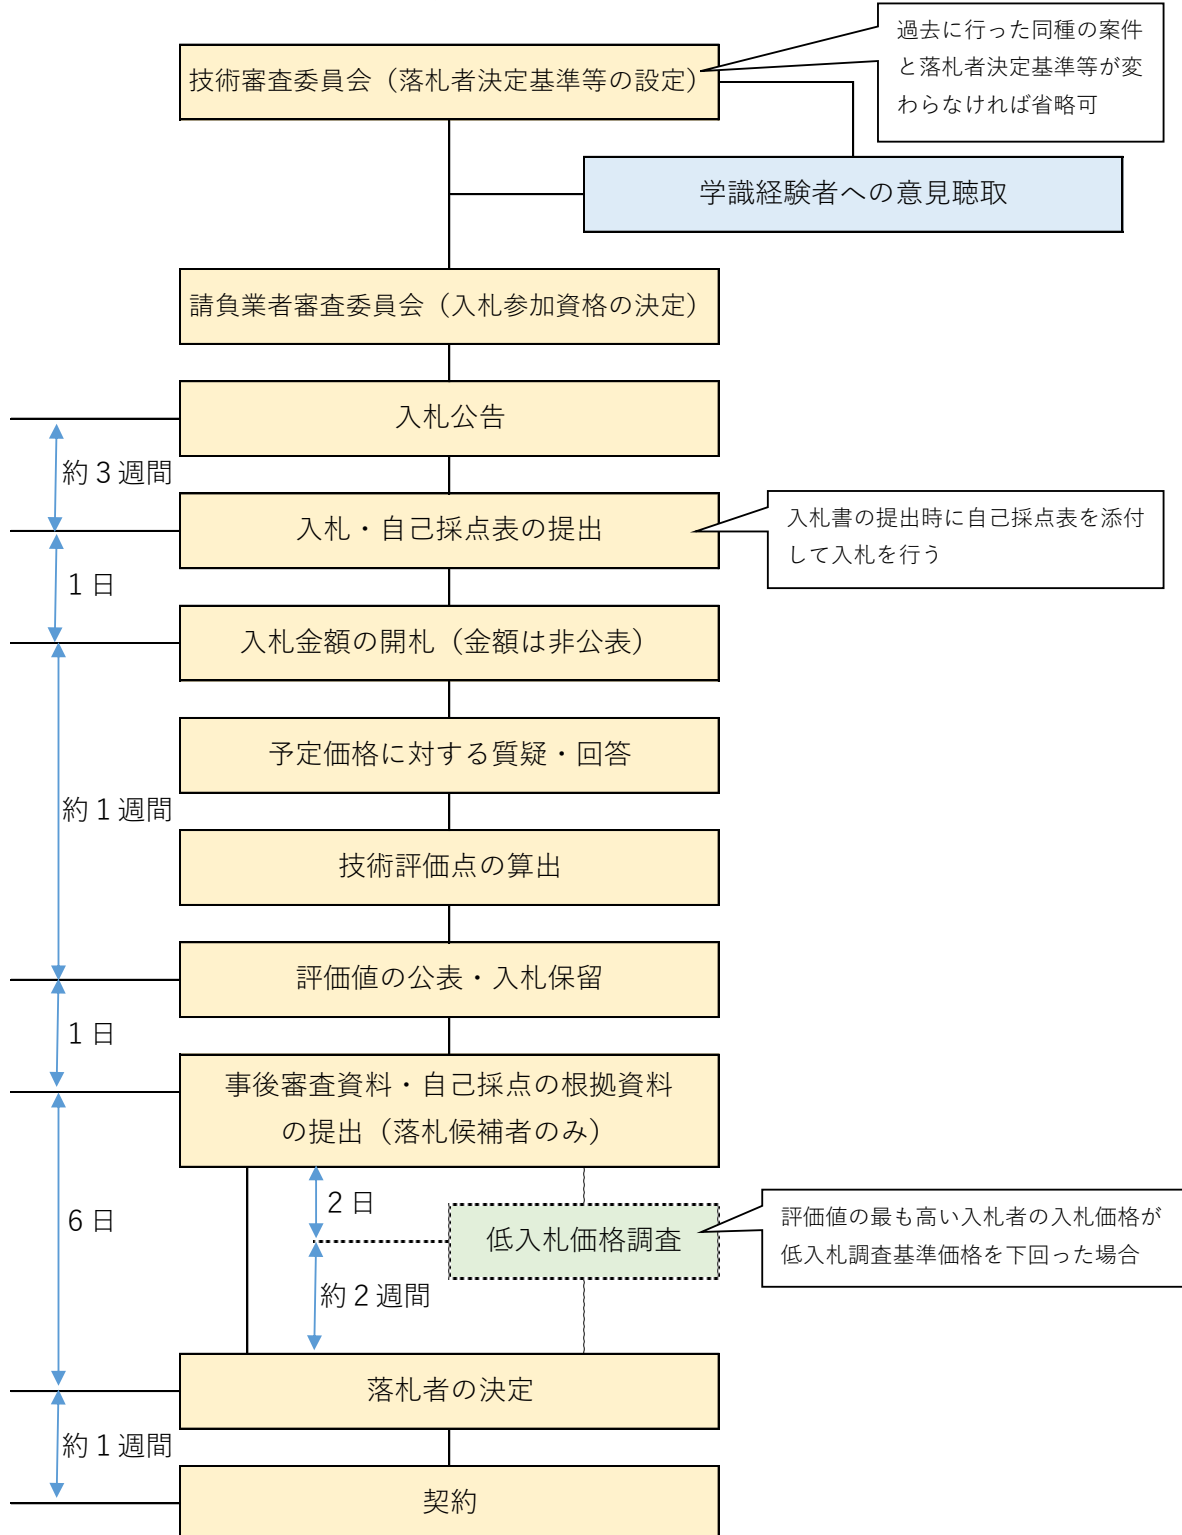 過去に行った同種の案件
と落札者決定基準等が変
わらなければ省略可
技術審査委員会（落札者決定基準等の設定）
学識経験者への意見聴取
請負業者審査委員会（入札参加資格の決定）
入札公告
約３週間
入札・自己採点表の提出
入札書の提出時に自己採点表を添付
して入札を行う
１日
入札金額の開札（金額は非公表）
予定価格に対する質疑・回答
約１週間
技術評価点の算出
評価値の公表・入札保留
１日
事後審査資料・自己採点の根拠資料
の提出（落札候補者のみ）
２日
６日
低入札価格調査
評価値の最も高い入札者の入札価格が
低入札調査基準価格を下回った場合
約２週間
落札者の決定
約１週間
契約